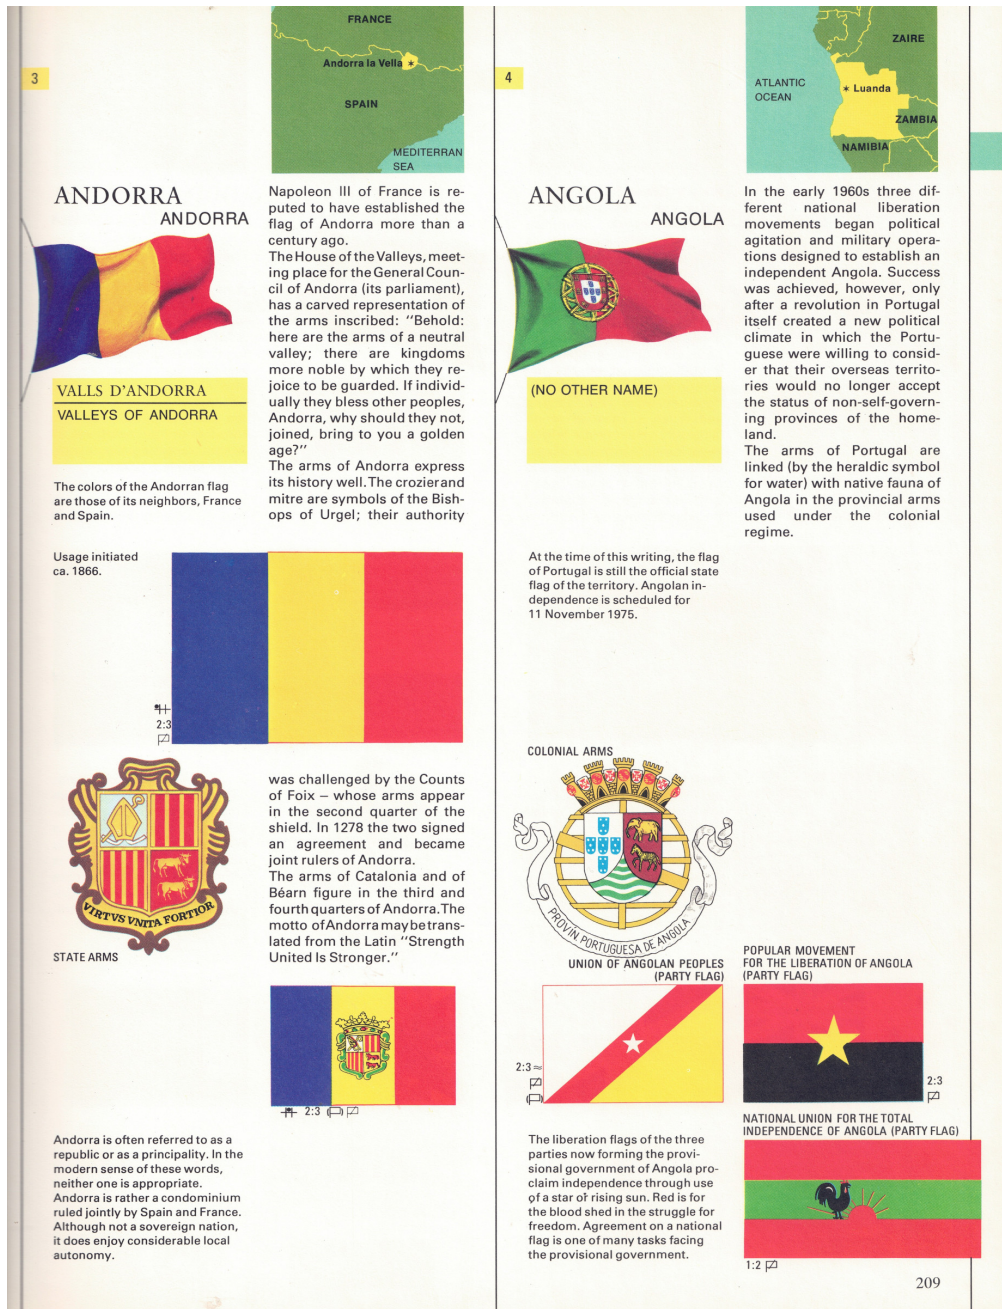 3
FRANCE
Andorra la Vella
SPAIN
MEDITERRAN
SEA
ANDORRA
ANDORRA
VALLS D'ANDORRA
VALLEYS OF ANDORRA
The colors of the Andorran flag
are those of its neighbors, France
and Spain.
Napoleon III of France is re-
puted to have established the
flag of Andorra more than a
century ago.
The House of the Valleys, meet-
ing place for the General Coun-
cil of Andorra (its parliament),
has a carved representation of
the arms inscribed: "Behold:
here are the arms of a neutral
valley; there are kingdoms
more noble by which they re-
joice to be guarded. If individ-
ually they bless other peoples,
Andorra, why should they not,
joined, bring to you a golden
age?"
The arms of Andorra express
its history well. The crozier and
mitre are symbols of the Bish-
ops of Urgel; their authority
Usage initiated
ca. 1866.
2:3
VIRTVS VNITA FORTIOR
STATE ARMS
was challenged by the Counts
of Foix – whose arms appear
in the second quarter of the
shield. In 1278 the two signed
an agreement and became
joint rulers of Andorra.
The arms of Catalonia and of
Béarn figure in the third and
fourth quarters of Andorra. The
motto of Andorra may be trans-
lated from the Latin "Strength
United Is Stronger."
2:3
Andorra is often referred to as a
republic or as a principality. In the
modern sense of these words,
neither one is appropriate.
Andorra is rather a condominium
ruled jointly by Spain and France.
Although not a sovereign nation,
it does enjoy considerable local
autonomy.
4
ZAIRE
ATLANTIC
OCEAN
Luanda
ZAMBIA
NAMIBIA
ANGOLA
ANGOLA
(NO OTHER NAME)
In the early 1960s three dif-
ferent national liberation
movements began political
agitation and military opera-
tions designed to establish an
independent Angola. Success
was achieved, however, only
after a revolution in Portugal
itself created a new political
climate in which the Portu-
guese were willing to consid-
er that their overseas territo-
ries would no longer accept
the status of non-self-govern-
ing provinces of the home-
land.
The arms of Portugal are
linked (by the heraldic symbol
for water) with native fauna of
Angola in the provincial arms
used under the colonial
regime.
At the time of this writing, the flag
of Portugal is still the official state
flag of the territory. Angolan in-
dependence is scheduled for
11 November 1975.
COLONIAL ARMS
PROVIN. PORTUGUESA DE ANGOLA
UNION OF ANGOLAN PEOPLES
(PARTY FLAG)
2:3 ≈
POPULAR MOVEMENT
FOR THE LIBERATION OF ANGOLA
(PARTY FLAG)
2:3
The liberation flags of the three
parties now forming the provi-
sional government of Angola pro-
claim independence through use
of a star or rising sun. Red is for
the blood shed in the struggle for
freedom. Agreement on a national
flag is one of many tasks facing
the provisional government.
NATIONAL UNION FOR THE TOTAL
INDEPENDENCE OF ANGOLA (PARTY FLAG)
1:2
209